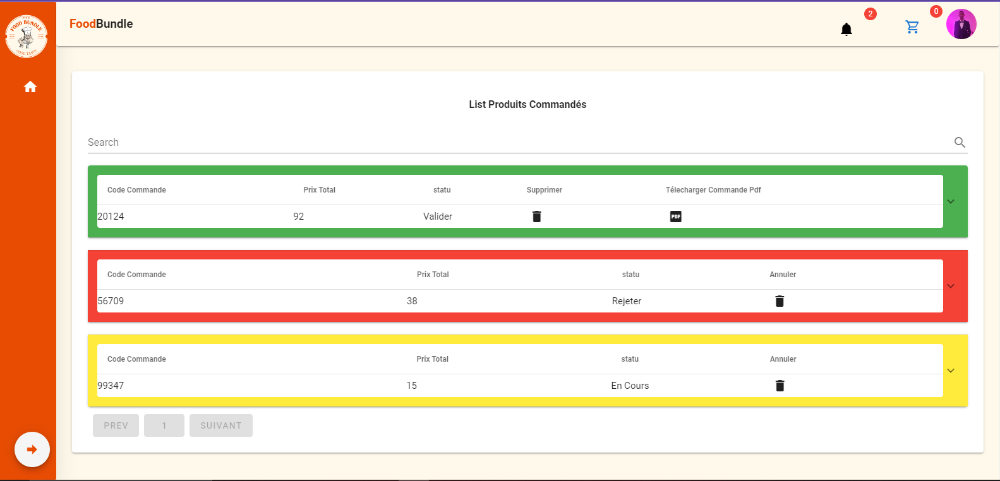 FOOD BUNDLE
GOOD TASTE
FoodBundle
2
0
List Produits Commandés
Search
Code Commande Prix Total statu Supprimer Télecharger Commande Pdf
20124 92 Valider PDF
Code Commande Prix Total statu Annuler
56709 38 Rejeter
Code Commande Prix Total statu Annuler
99347 15 En Cours
PREV 1 SUIVANT